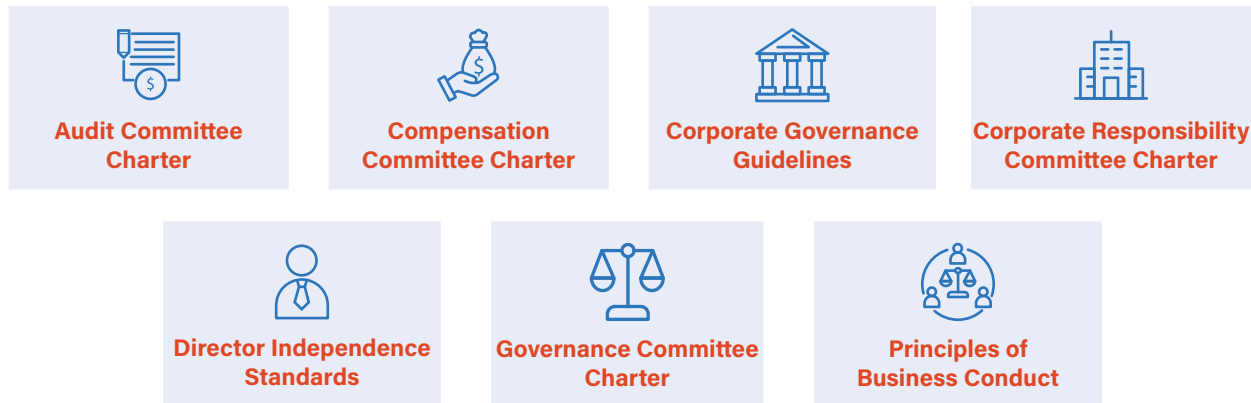 $
Audit Committee
Charter
$
Compensation
Committee Charter
Corporate Governance
Guidelines
Corporate Responsibility
Committee Charter
Director Independence
Standards
Governance Committee
Charter
Principles of
Business Conduct